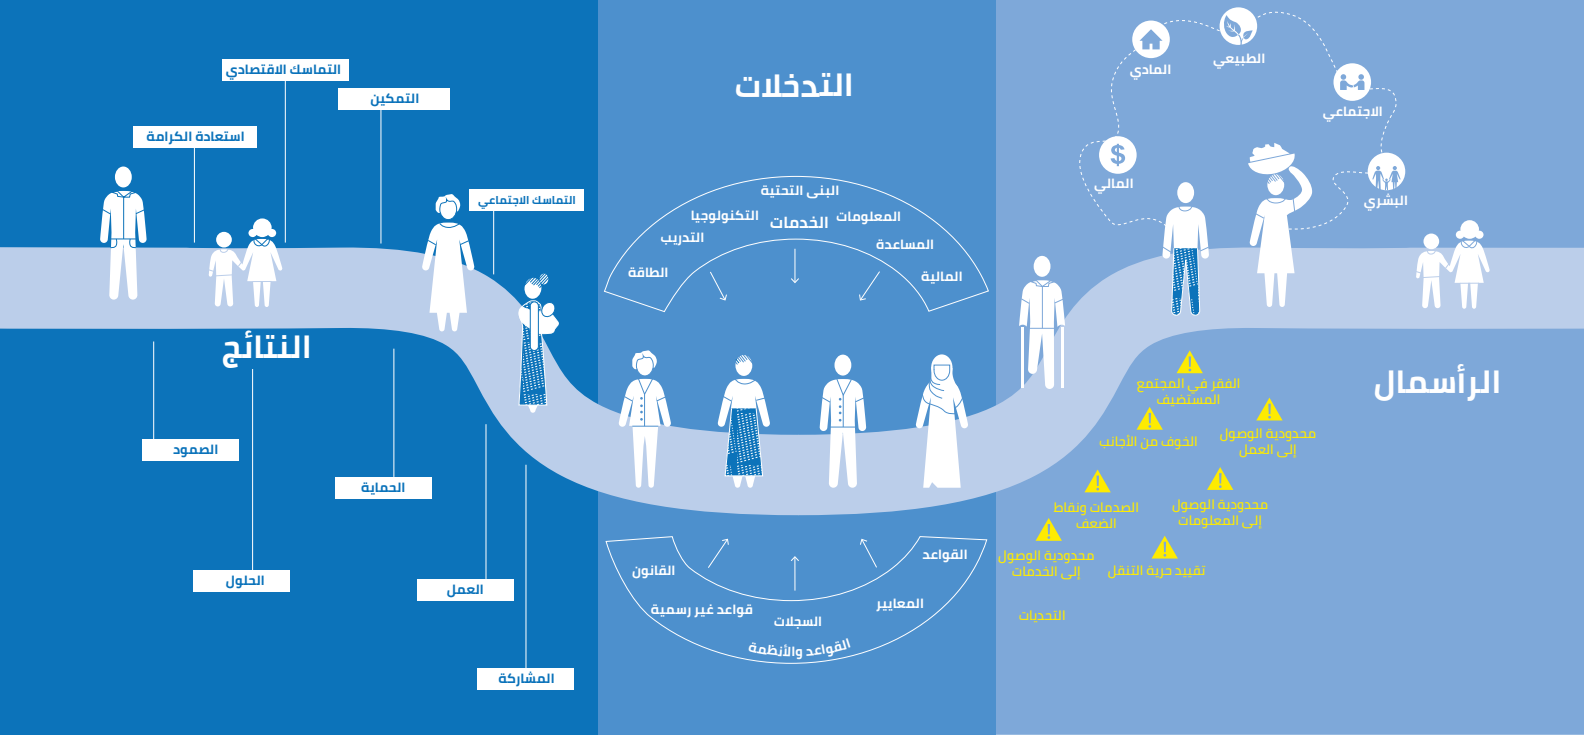 الطبيعي
المادي
الاجتماعي
المالي
البشري
الرأسمال
الفقر في المجتمع
المستضيف
محدودية الوصول
إلى العمل
الخوف من الأجانب
محدودية الوصول
إلى المعلومات
الصدمات ونقاط
الضعف
محدودية الوصول
إلى الخدمات
تقييد حرية التنقل
التحديات
التدخلات
البنى التحتية
المعلومات
الخدمات
التكنولوجيا
المساعدة
التدريب
المالية
الطاقة
القواعد
القانون
المعايير
قواعد غير رسمية
السجلات
القواعد والأنظمة
التماسك الاقتصادي
التمكين
استعادة الكرامة
التماسك الاجتماعي
النتائج
الصمود
الحماية
الحلول
العمل
المشاركة